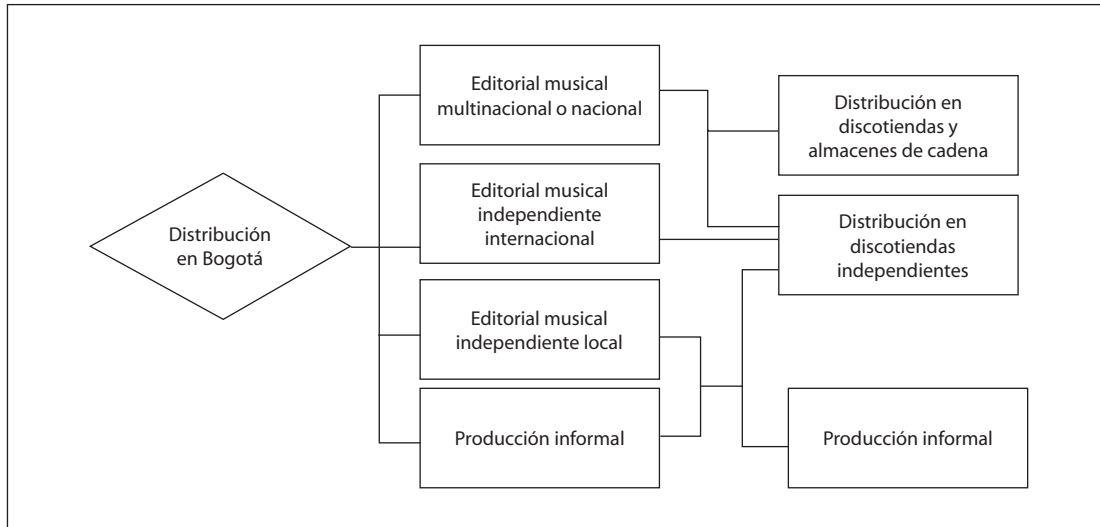 Distribución
en Bogotá
Editorial musical
multinacional o nacional
Editorial musical
independiente
internacional
Editorial musical
independiente local
Producción informal
Distribución en
discotiendas y
almacenes de cadena
Distribución en
discotiendas
independientes
Producción informal